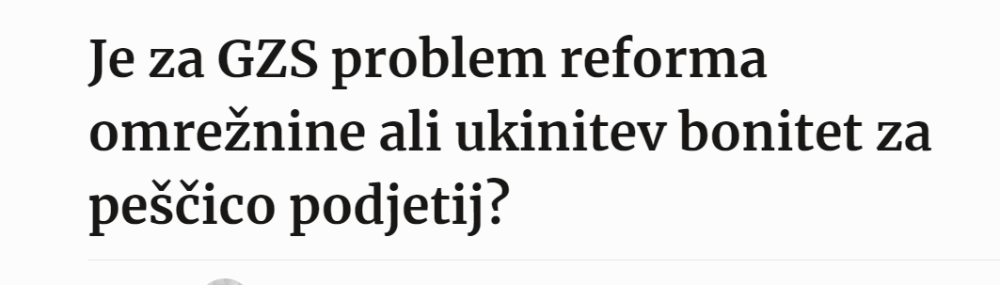 Je za GZS problem reforma
omrežnine ali ukinitev bonitet za
peščico podjetij?